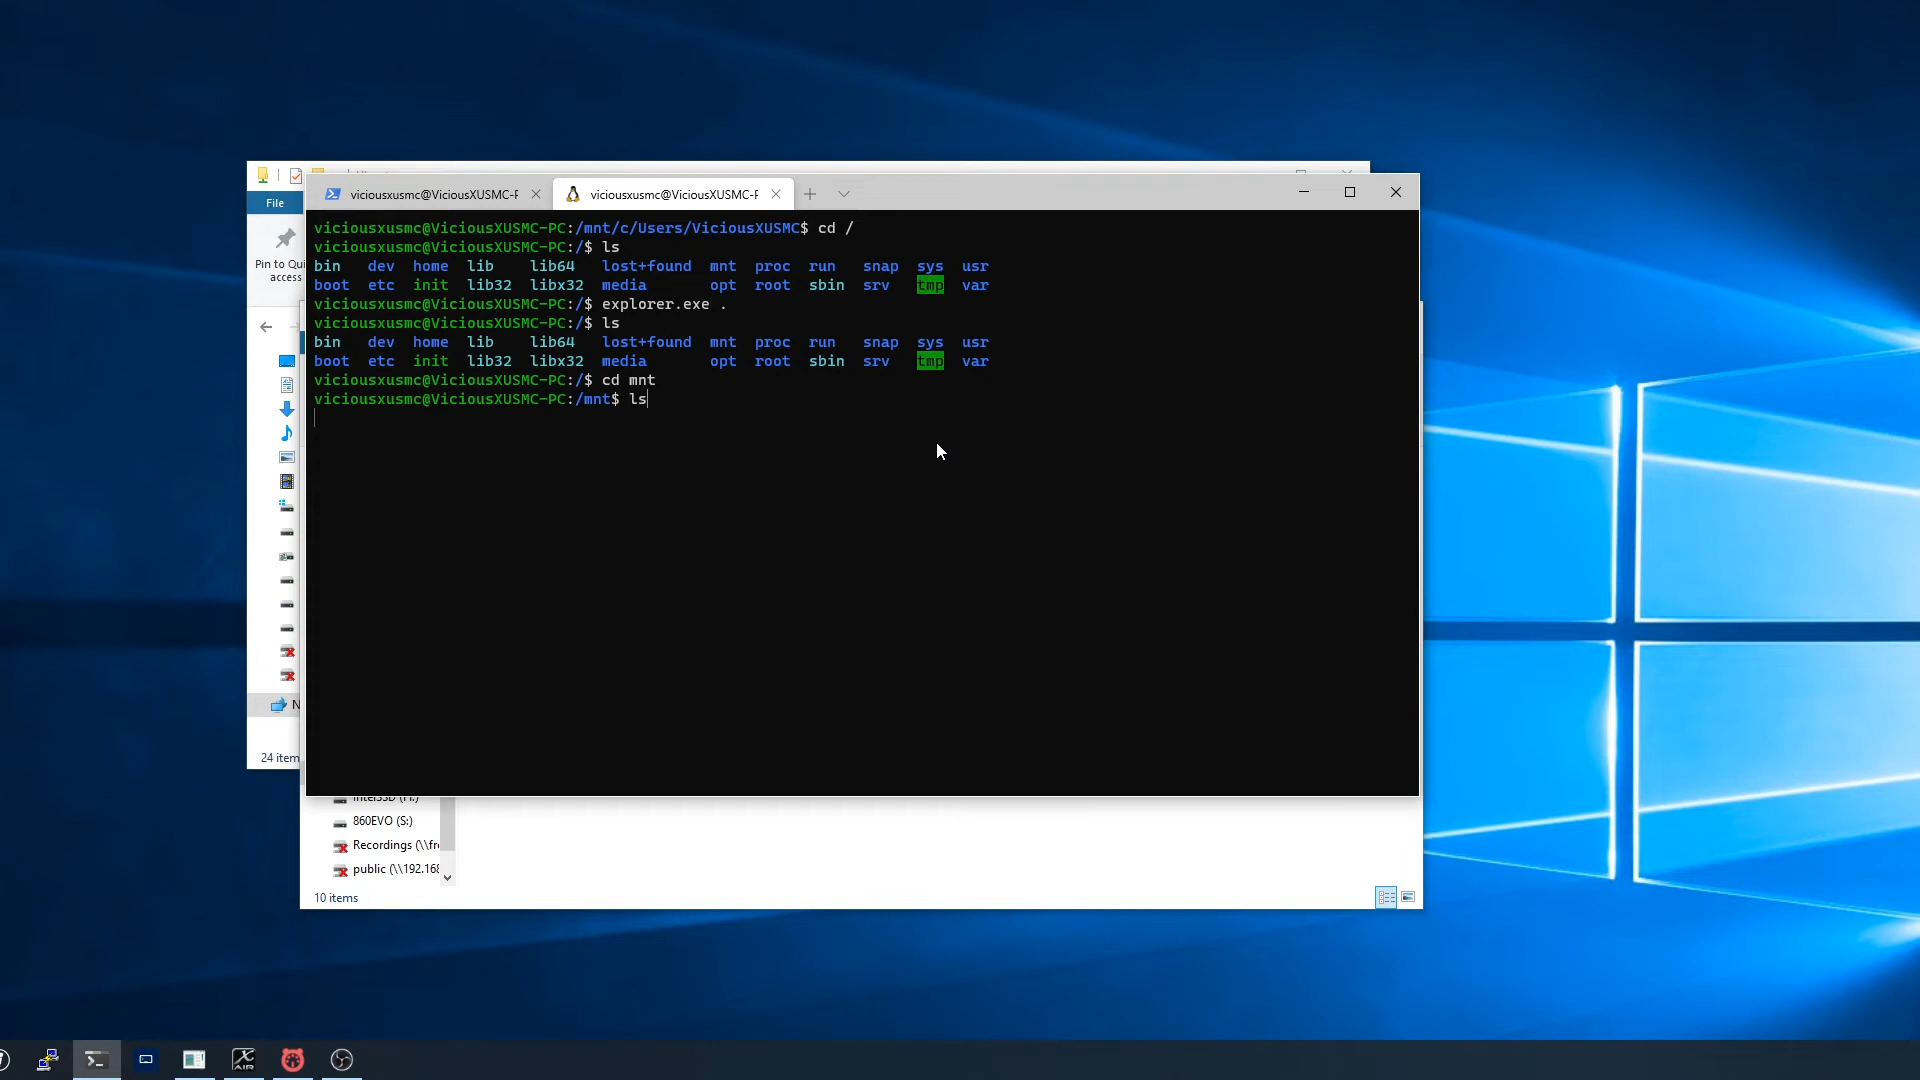 File
viciousxusmc@ViciousXUSMC-F
viciousxusmc@ViciousXUSMC-F
Pin to Qui
access
viciousxusmc@ViciousXUSMC-PC:/mnt/c/Users/ViciousXUSMC$ cd /
viciousxusmc@ViciousXUSMC-PC:/$ ls
bin dev home lib lib64 lost+found mnt proc run snap sys usr
boot etc init lib32 libx32 media opt root sbin srv tmp var
viciousxusmc@ViciousXUSMC-PC:/$ explorer.exe .
viciousxusmc@ViciousXUSMC-PC:/$ ls
bin dev home lib lib64 lost+found mnt proc run snap sys usr
boot etc init lib32 libx32 media opt root sbin srv tmp var
viciousxusmc@ViciousXUSMC-PC:/$ cd mnt
viciousxusmc@ViciousXUSMC-PC:/mnt$ ls
N
24 item
860EVO (S:)
Recordings (\\fr
public (\\192.168
10 items
AIR